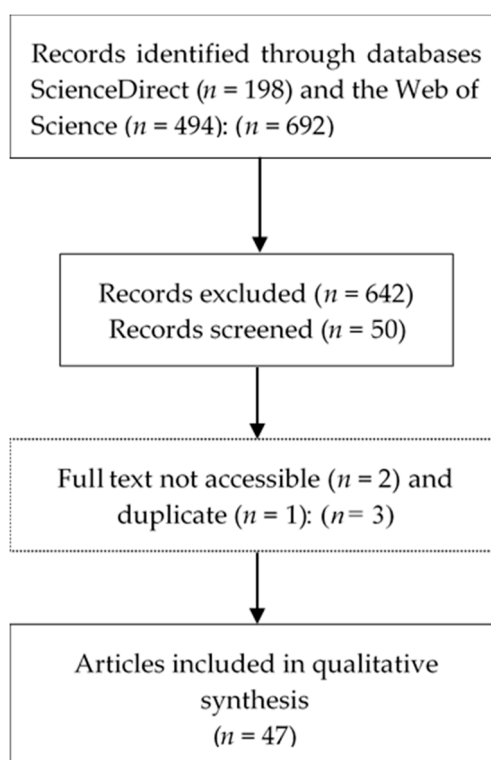 Records identified through databases
ScienceDirect (n = 198) and the Web of
Science (n = 494): (n = 692)
Records excluded (n = 642)
Records screened (n = 50)
Full text not accessible (n = 2) and
duplicate (n = 1): (n= 3)
Articles included in qualitative
synthesis
(n = 47)